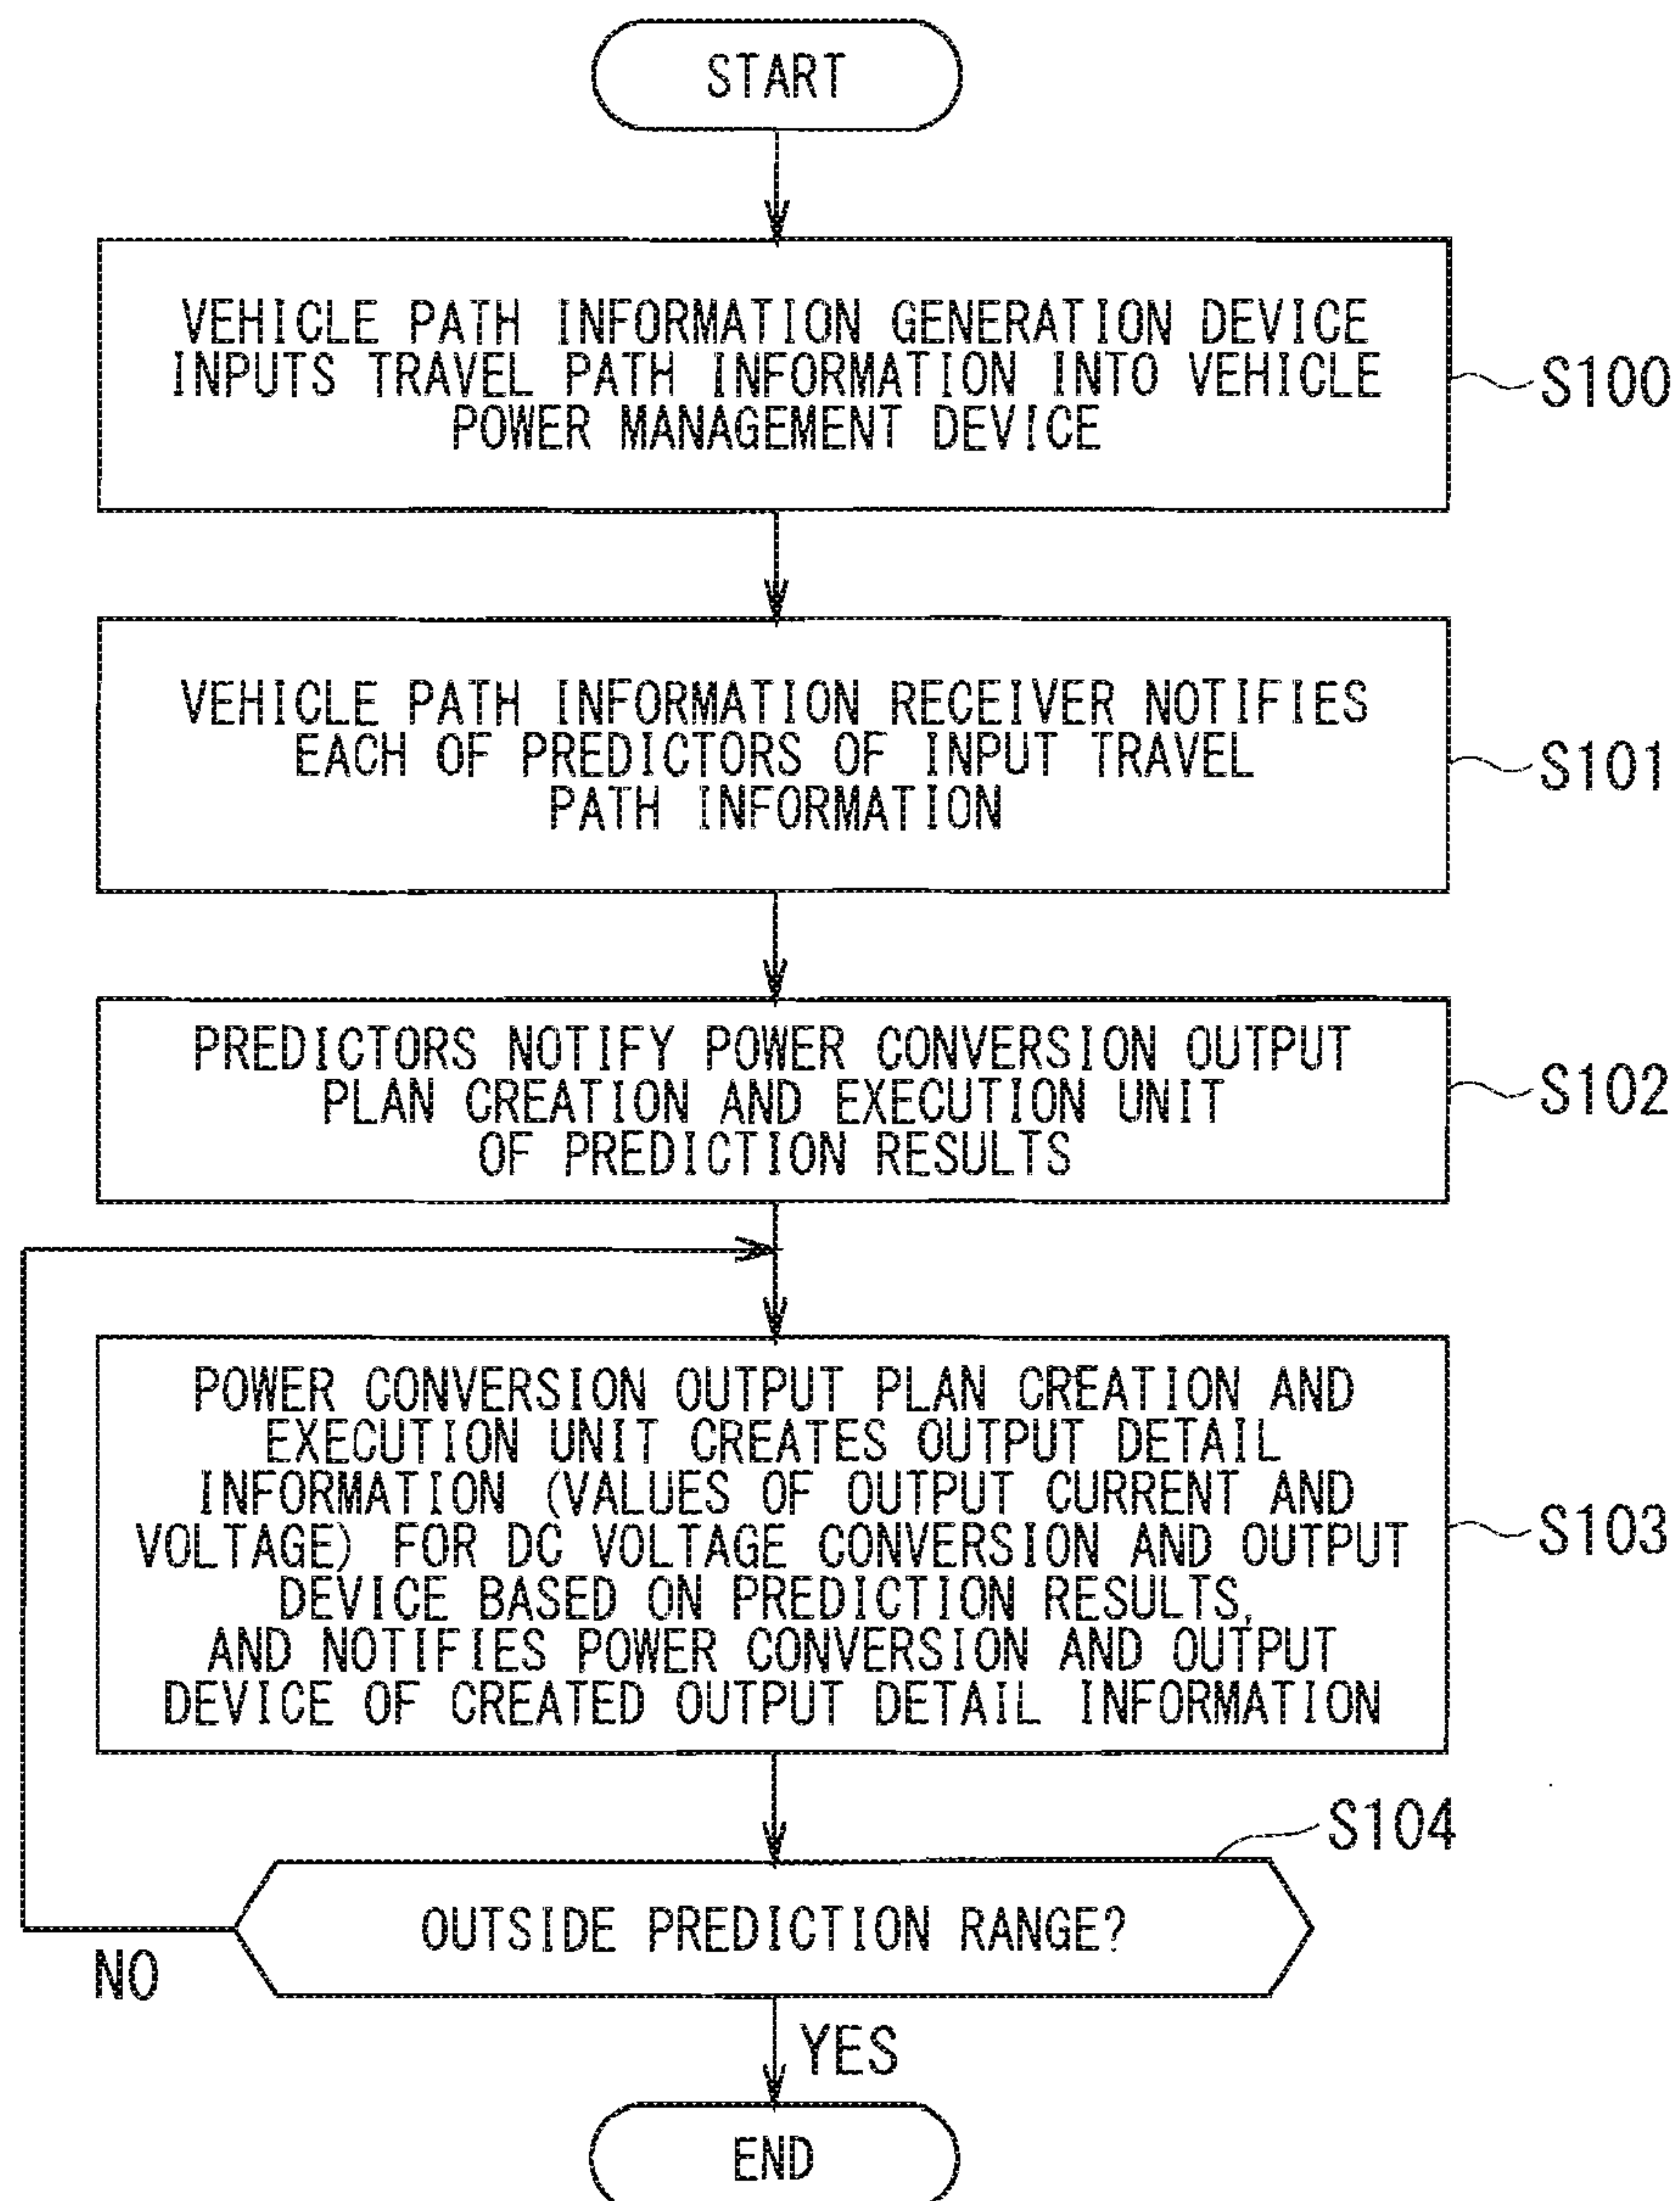 START
VEHICLE PATH INFORMATION GENERATION DEVICE
INPUTS TRAVEL PATH INFORMATION INTO VEHICLE
POWER MANAGEMENT DEVICE
S100
VEHICLE PATH INFORMATION RECEIVER NOTIFIES
EACH OF PREDICTORS OF INPUT TRAVEL
PATH INFORMATION
S101
PREDICTORS NOTIFY POWER CONVERSION OUTPUT
PLAN CREATION AND EXECUTION UNIT
OF PREDICTION RESULTS
S102
POWER CONVERSION OUTPUT PLAN CREATION AND
EXECUTION UNIT CREATES OUTPUT DETAIL
INFORMATION (VALUES OF OUTPUT CURRENT AND
VOLTAGE) FOR DC VOLTAGE CONVERSION AND OUTPUT
DEVICE BASED ON PREDICTION RESULTS,
AND NOTIFIES POWER CONVERSION AND OUTPUT
DEVICE OF CREATED OUTPUT DETAIL INFORMATION
S103
S104
OUTSIDE PREDICTION RANGE?
NO
YES
END